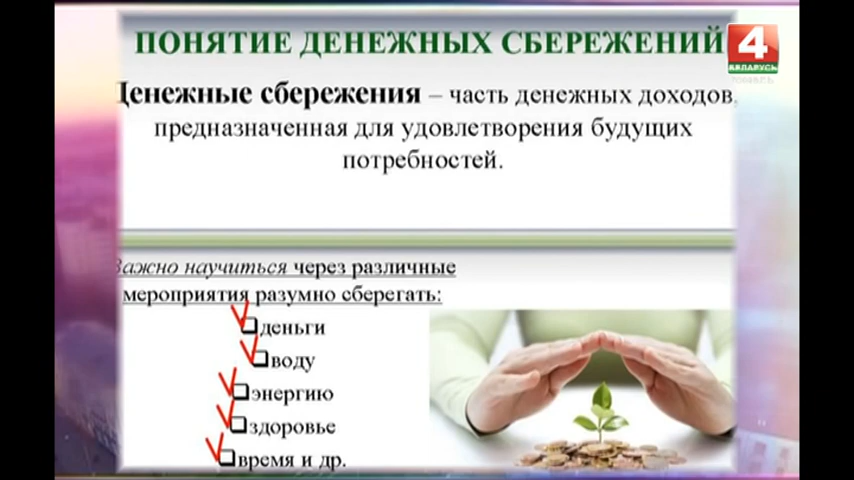 ПОНЯТИЕ ДЕНЕЖНЫХ СБЕРЕЖЕНИЙ
4
БЕЛАРУСЬ
Денежные сбережения – часть денежных доходов,
предназначенная для удовлетворения будущих
потребностей.
Важно научиться через различные
мероприятия разумно сберегать:
деньги
воду
энергию
здоровье
время и др.